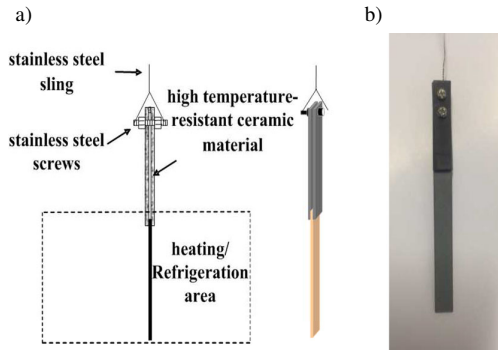 a)
b)
stainless steel
sling
high temperature-
resistant ceramic
material
stainless steel
screws
heating/
Refrigeration
area